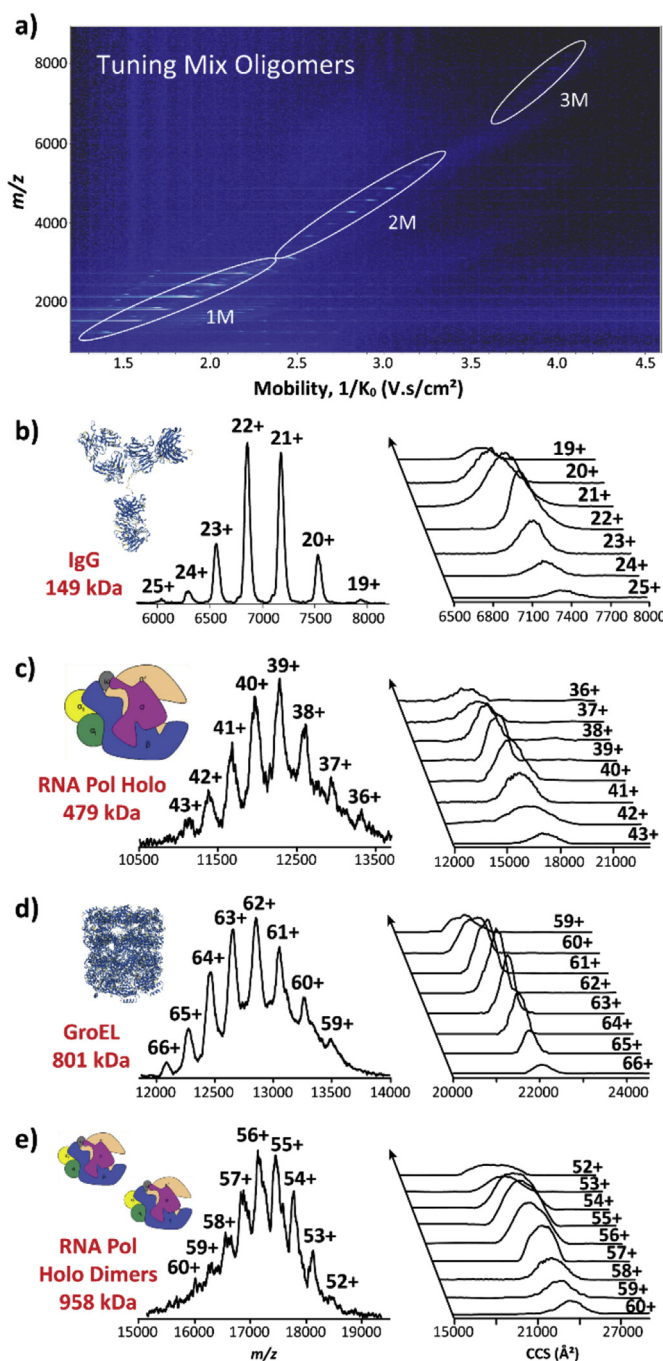 a)
Tuning Mix Oligomers
3M
2M
1M
8000
6000
4000
2000
m/z
1.5 2.0 2.5 3.0 3.5 4.0 4.5
Mobility, 1/K₀ (V.s/cm²)
b)
IgG
149 kDa
25+ 24+ 23+ 22+ 21+ 20+ 19+
6000 6500 7000 7500 8000
19+
20+
21+
22+
23+
24+
25+
6500 6800 7100 7400 7700 8000
c)
RNA Pol Holo
479 kDa
43+ 42+ 41+ 40+ 39+ 38+ 37+ 36+
10500 11500 12500 13500
36+
37+
38+
39+
40+
41+
42+
43+
12000 15000 18000 21000
d)
GroEL
801 kDa
66+ 65+ 64+ 63+ 62+ 61+ 60+ 59+
12000 12500 13000 13500 14000
59+
60+
61+
62+
63+
64+
65+
66+
20000 22000 24000
e)
RNA Pol
Holo Dimers
958 kDa
60+ 59+ 58+ 57+ 56+ 55+ 54+ 53+ 52+
15000 16000 17000 18000 19000
m/z
52+
53+
54+
55+
56+
57+
58+
59+
60+
15000 21000 27000
CCS (Å²)